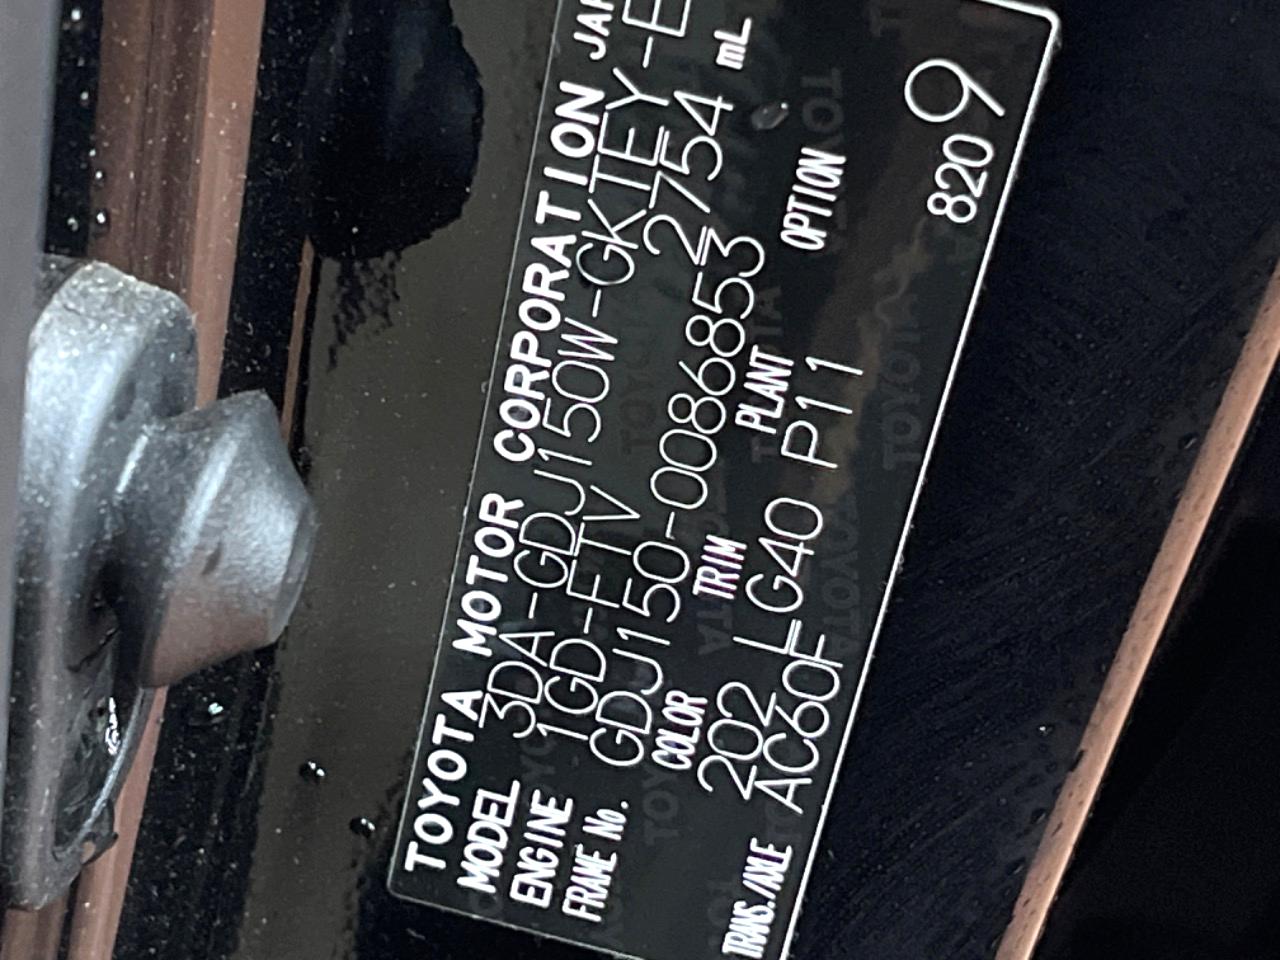 TOYOTA MOTOR CORPORATION JAP
MODEL 3DA-GDJ150W-GKTEY-E
ENGINE 1GD-FTV 2754 mL
FRAME No. GDJ150-0086853
COLOR TRIM PLANT OPTION
202 LG40 P11
TRANS./AXLE AC60F
820 9